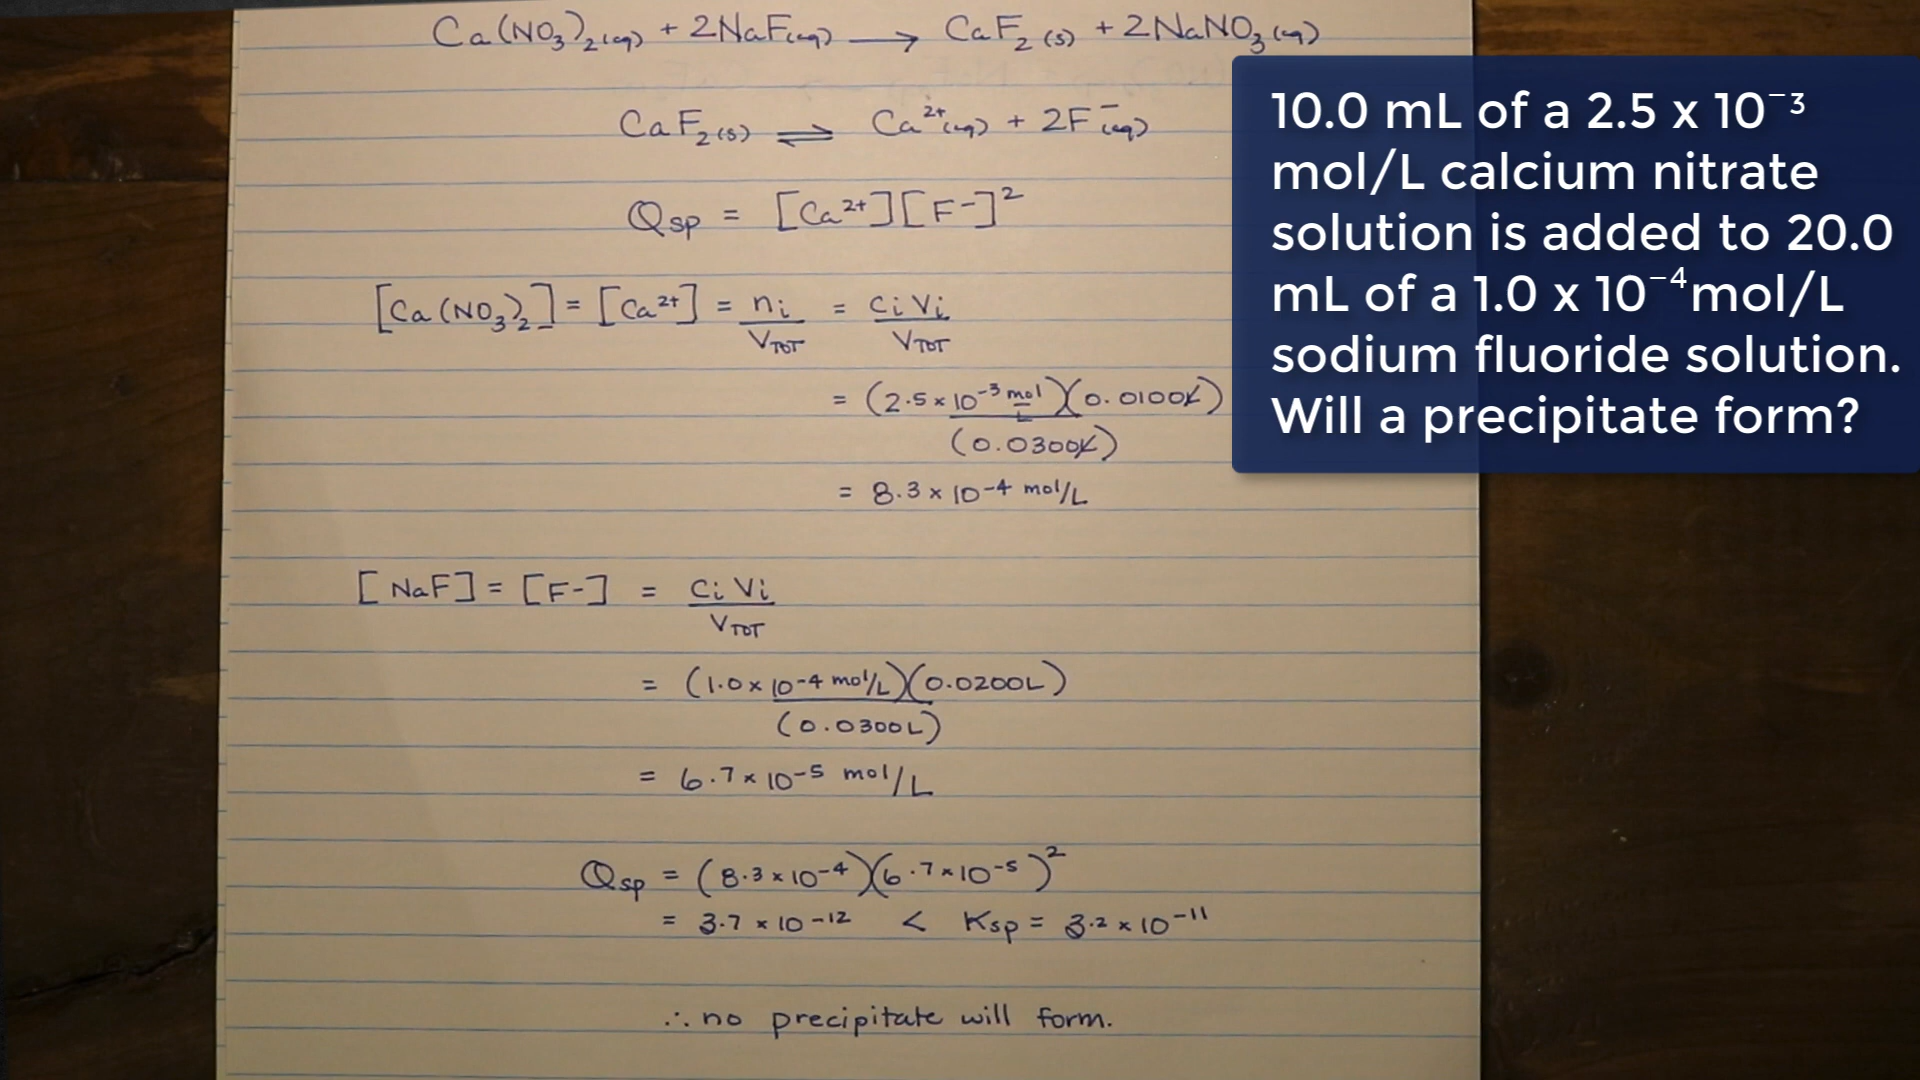 Ca(NO₃)₂(aq) + 2NaF(aq) → CaF₂(s) + 2NaNO₃(aq)
10.0 mL of a 2.5 x 10⁻³
mol/L calcium nitrate
solution is added to 20.0
mL of a 1.0 x 10⁻⁴mol/L
sodium fluoride solution.
Will a precipitate form?
CaF₂(s) ⇌ Ca²⁺(aq) + 2F⁻(aq)
Qsp = [Ca²⁺][F-]²
[Ca(NO₃)₂] = [Ca²⁺] = nᵢ/VTOT = CᵢVᵢ/VTOT
= (2.5 × 10⁻³ mol/L)(0.0100L)/(0.0300L)
= 8.3 × 10⁻⁴ mol/L
[NaF] = [F-] = CᵢVᵢ/VTOT
= (1.0 × 10⁻⁴ mol/L)(0.0200L)/(0.0300L)
= 6.7 × 10⁻⁵ mol/L
Qsp = (8.3 × 10⁻⁴)(6.7 × 10⁻⁵)²
= 3.7 × 10⁻¹² < Ksp = 3.2 × 10⁻¹¹
∴ no precipitate will form.